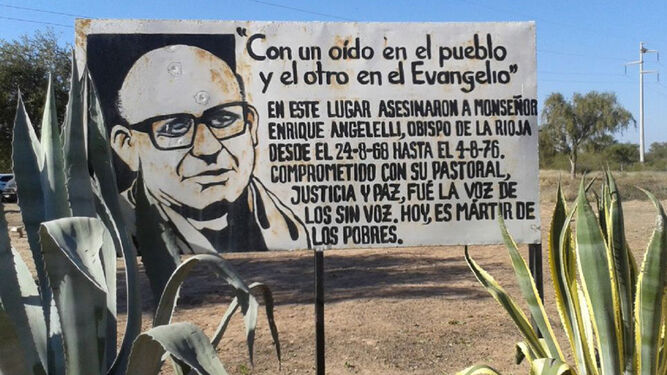 "Con un oído en el pueblo
y el otro en el Evangelio"
EN ESTE LUGAR ASESINARON A MONSEÑOR
ENRIQUE ANGELELLI, OBISPO DE LA RIOJA
DESDE EL 24-8-68 HASTA EL 4-8-76.
COMPROMETIDO CON SU PASTORAL,
JUSTICIA Y PAZ, FUÉ LA VOZ DE
LOS SIN VOZ. HOY, ES MÁRTIR DE
LOS POBRES.